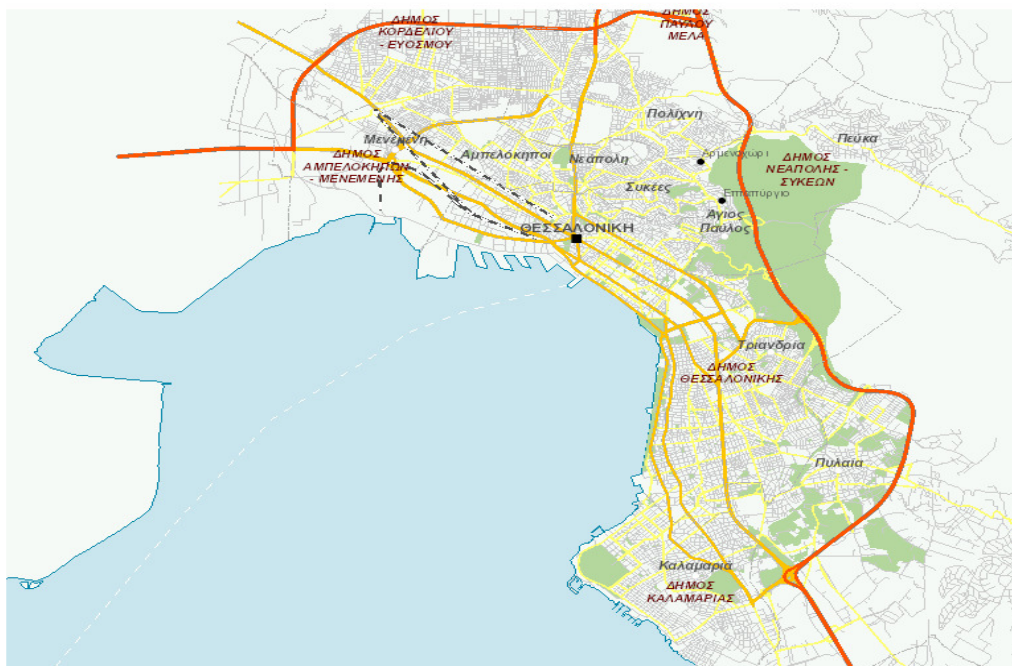 ΔΗΜΟΣ
ΚΟΡΔΕΛΙΟΥ
- ΕΥΟΣΜΟΥ
ΔΗΜΟΣ
ΠΑΥΛΟΥ
ΜΕΛΑ
Πολίχνη
Πεύκα
Μενεμένη
Αμπελόκηποι
Νεάπολη
Αρμενοχώρι
ΔΗΜΟΣ
ΑΜΠΕΛΟΚΗΠΩΝ
- ΜΕΝΕΜΕΝΗΣ
ΔΗΜΟΣ
ΝΕΑΠΟΛΗΣ -
ΣΥΚΕΩΝ
Συκέες
Επταπύργιο
Άγιος
Παύλος
ΘΕΣΣΑΛΟΝΙΚΗ
Τριανδρία
ΔΗΜΟΣ
ΘΕΣΣΑΛΟΝΙΚΗΣ
Πυλαία
Καλαμαριά
ΔΗΜΟΣ
ΚΑΛΑΜΑΡΙΑΣ